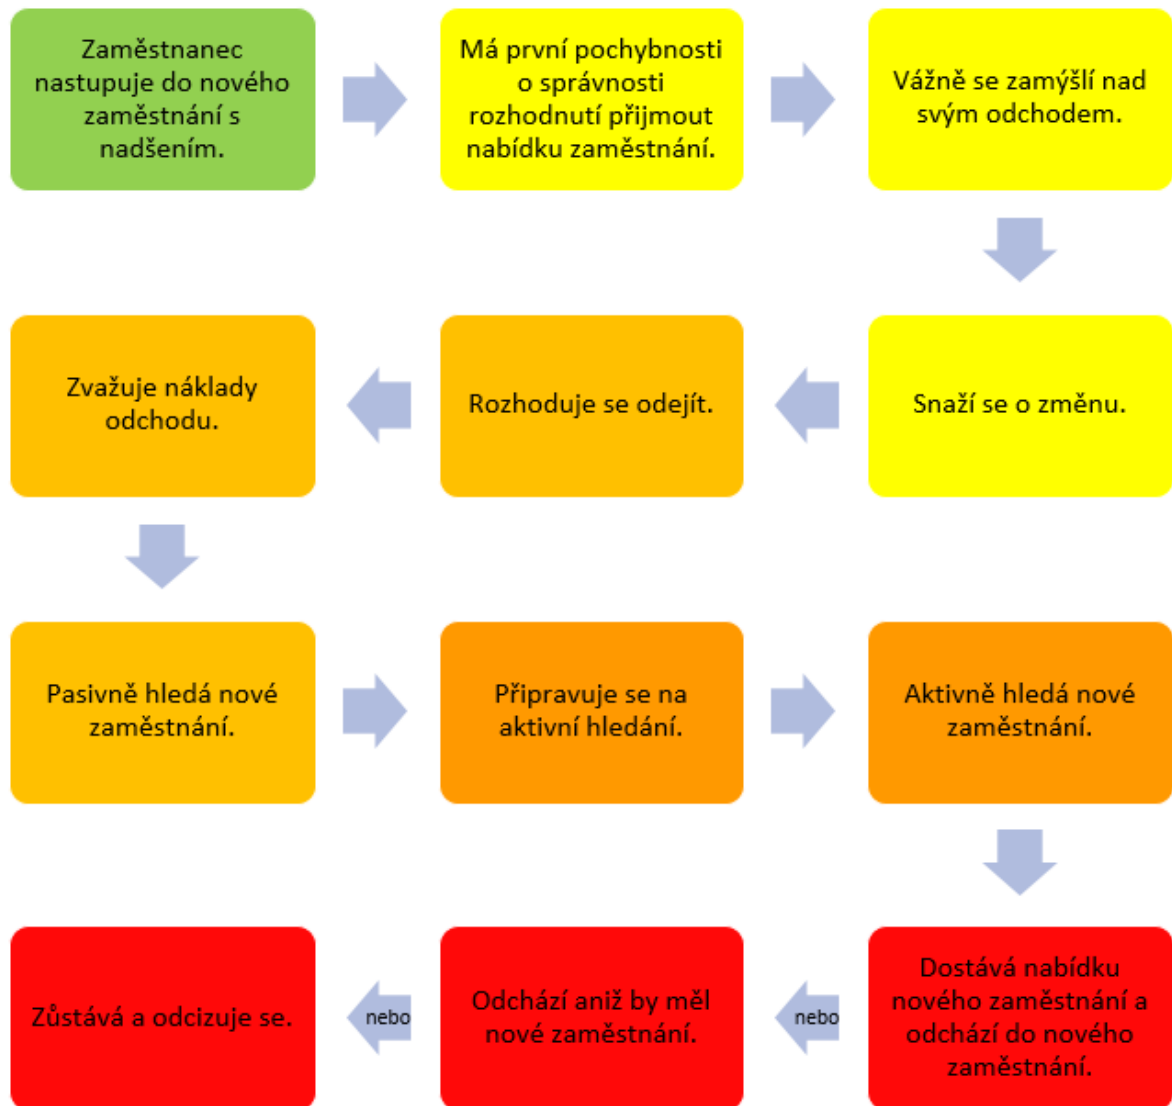 Zaměstnanec
nastupuje do nového
zaměstnání s
nadšením.
Má první pochybnosti
o správnosti
rozhodnutí přijmout
nabídku zaměstnání.
Vážně se zamýšlí nad
svým odchodem.
Snaží se o změnu.
Rozhoduje se odejít.
Zvažuje náklady
odchodu.
Pasivně hledá nové
zaměstnání.
Připravuje se na
aktivní hledání.
Aktivně hledá nové
zaměstnání.
Dostává nabídku
nového zaměstnání a
odchází do nového
zaměstnání.
nebo
Odchází aniž by měl
nové zaměstnání.
nebo
Zůstává a odcizuje se.